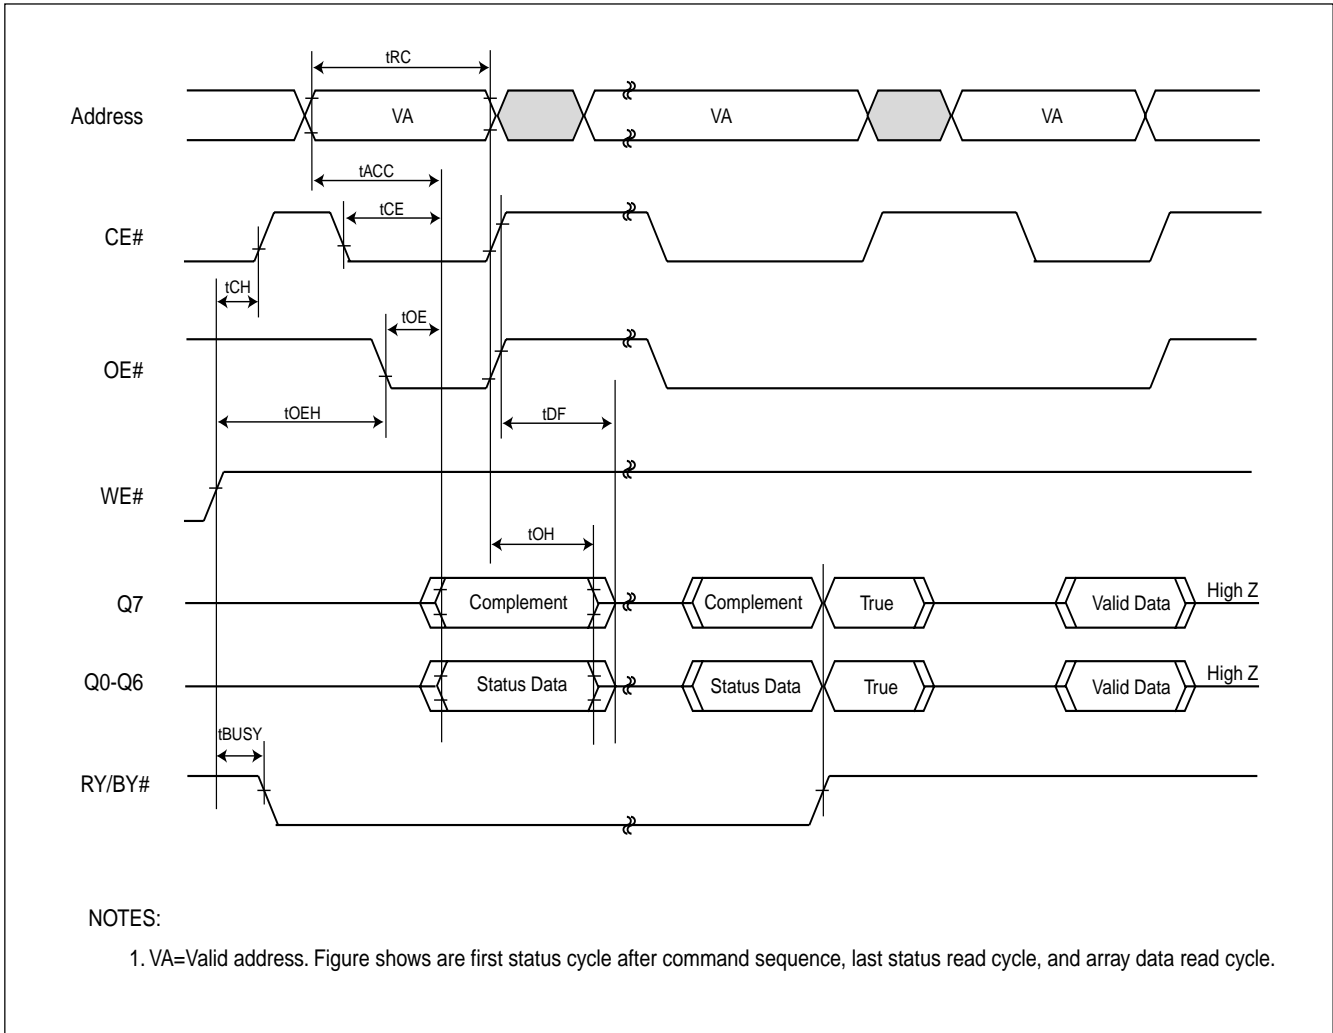 tRC
Address
VA
VA
VA
tACC
tCE
CE#
tCH
tOE
OE#
tOEH
tDF
WE#
tOH
Q7
Complement
Complement
True
Valid Data
High Z
Q0-Q6
Status Data
Status Data
True
Valid Data
High Z
tBUSY
RY/BY#
NOTES:
1. VA=Valid address. Figure shows are first status cycle after command sequence, last status read cycle, and array data read cycle.